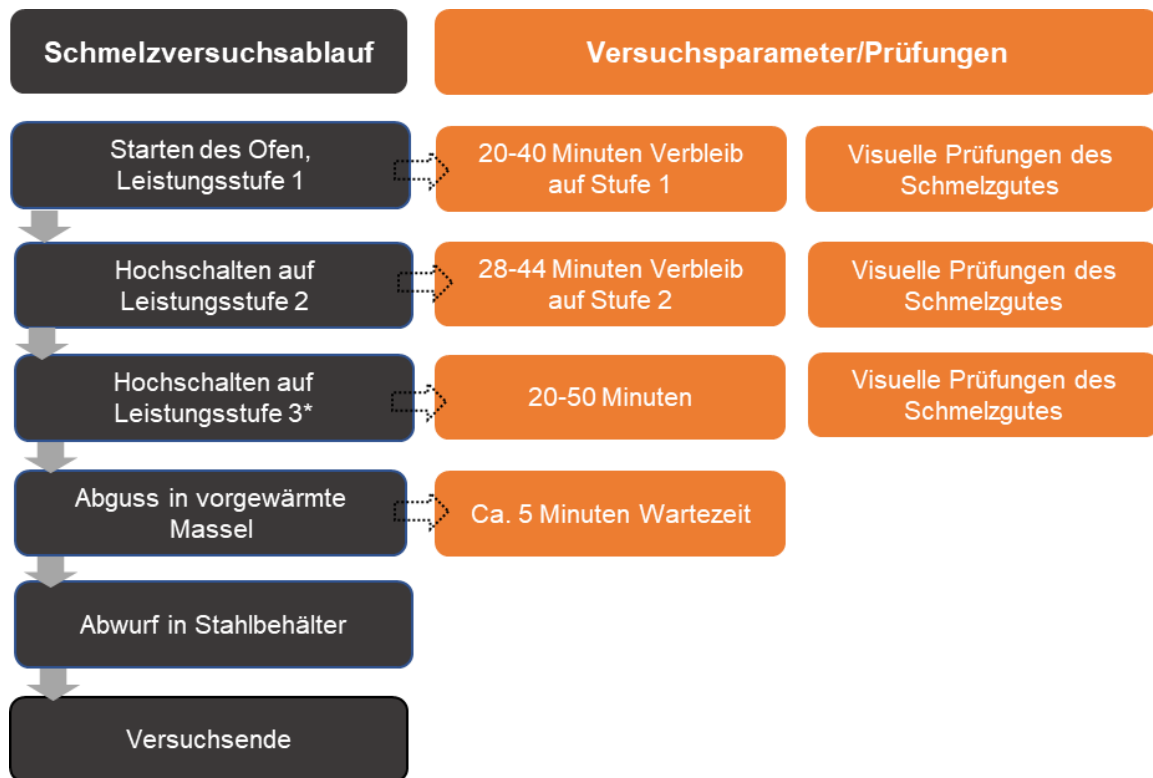 Schmelzversuchsablauf
Versuchsparameter/Prüfungen
Starten des Ofen,
Leistungsstufe 1
20-40 Minuten Verbleib
auf Stufe 1
Visuelle Prüfungen des
Schmelzgutes
Hochschalten auf
Leistungsstufe 2
28-44 Minuten Verbleib
auf Stufe 2
Visuelle Prüfungen des
Schmelzgutes
Hochschalten auf
Leistungsstufe 3*
20-50 Minuten
Visuelle Prüfungen des
Schmelzgutes
Abguss in vorgewärmte
Massel
Ca. 5 Minuten Wartezeit
Abwurf in Stahlbehälter
Versuchsende